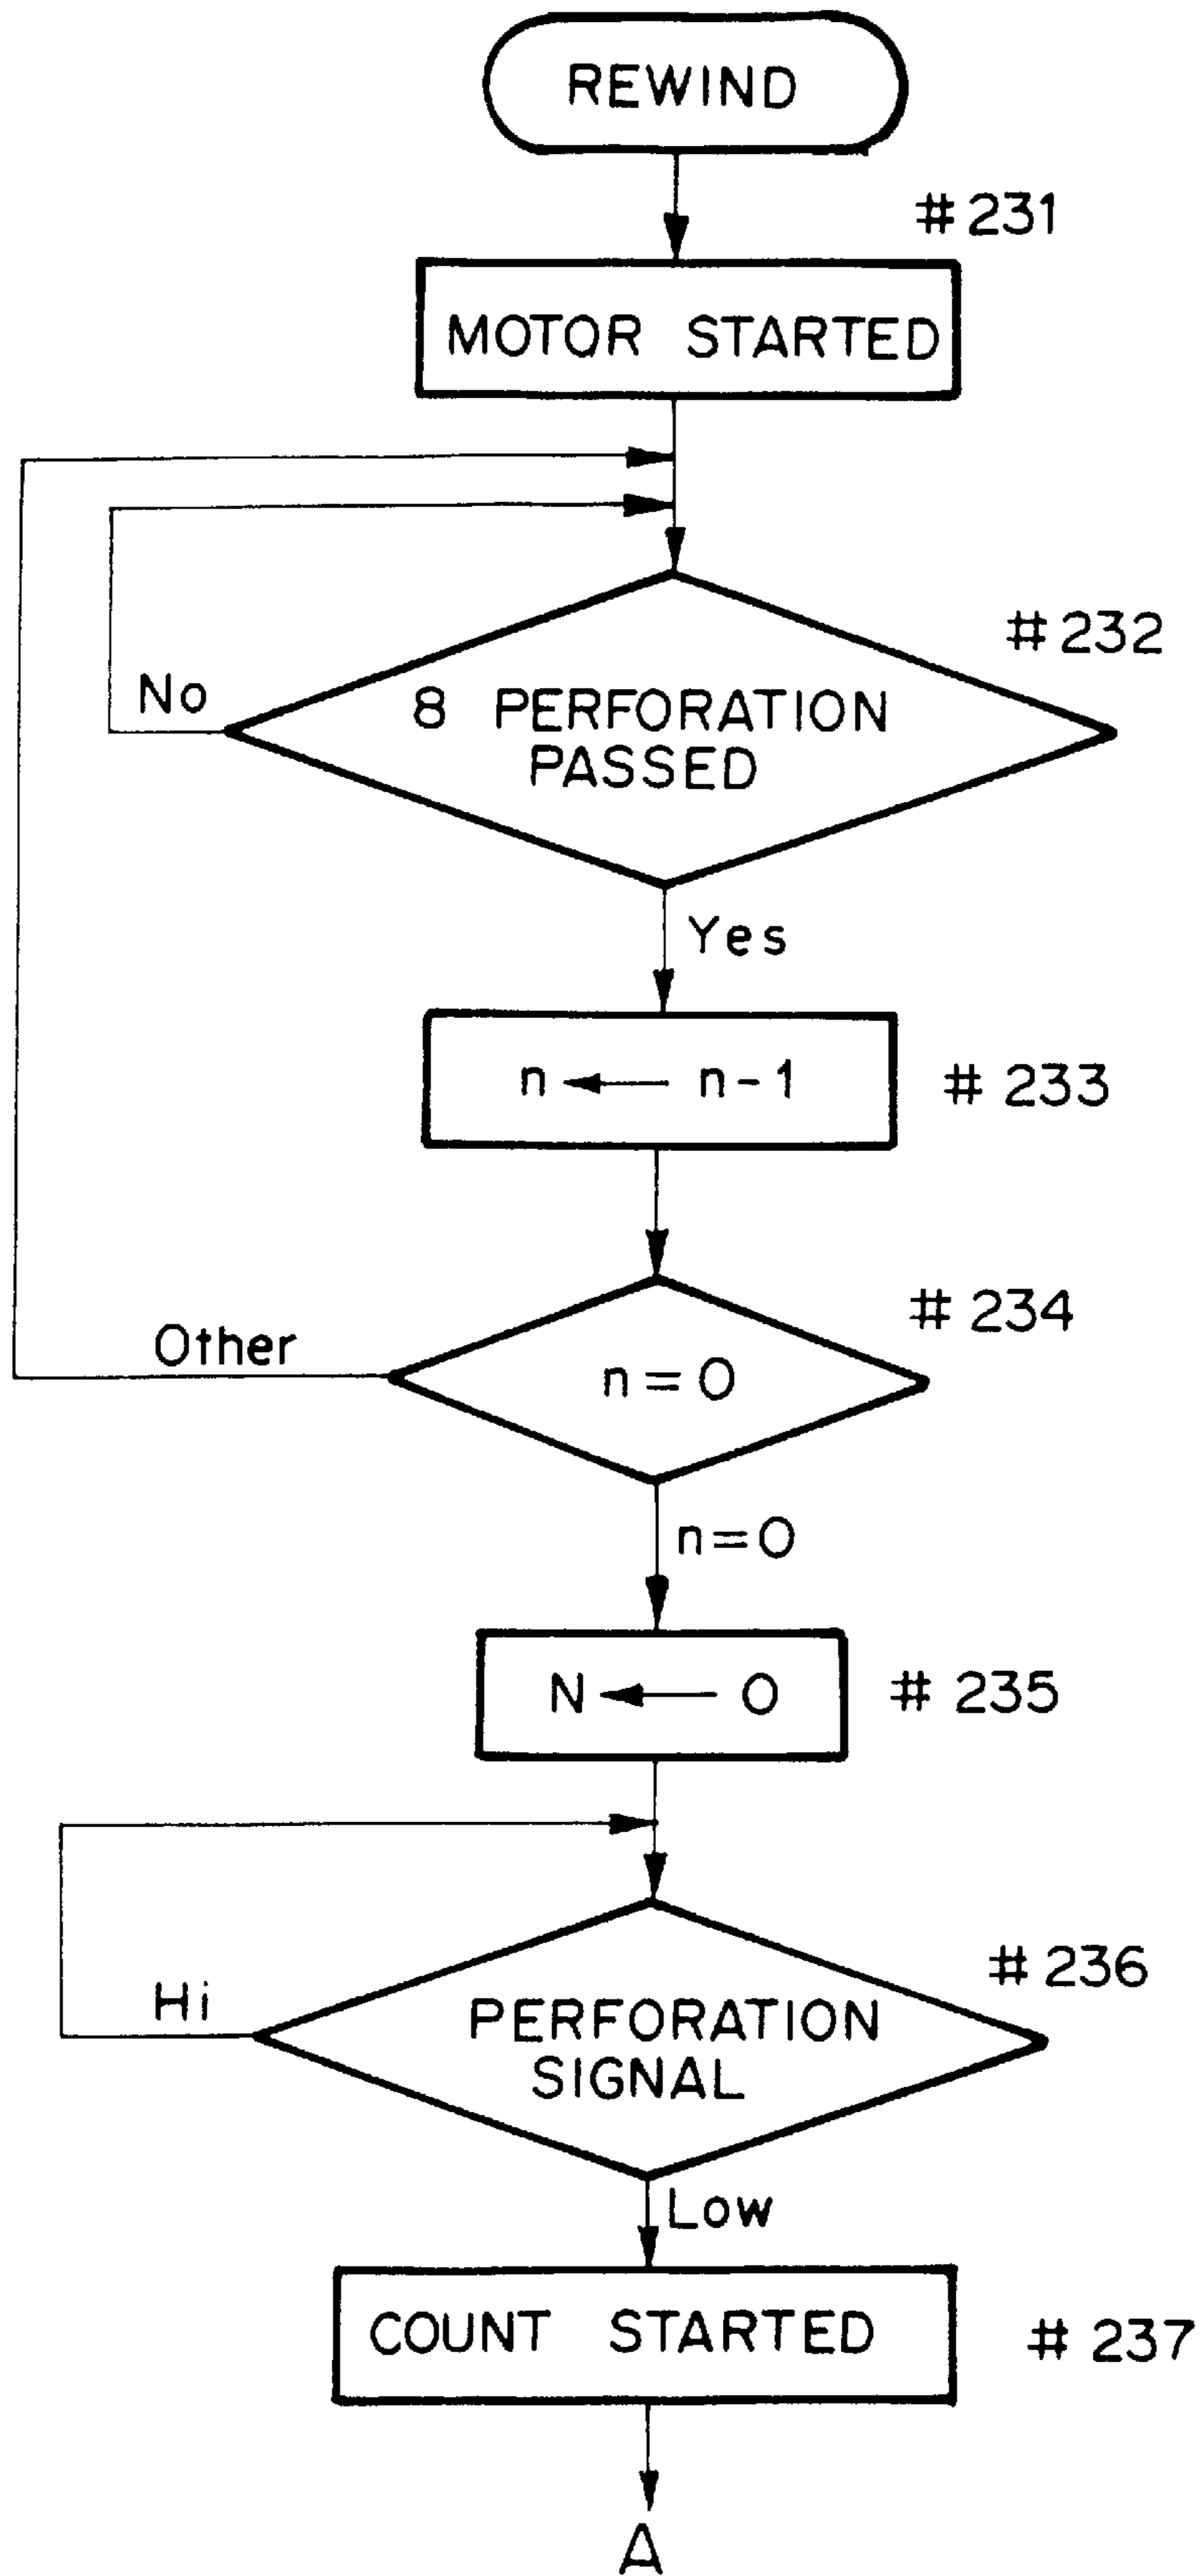 REWIND
#231
MOTOR STARTED
#232
No
8 PERFORATION
PASSED
Yes
n ← n-1
# 233
# 234
Other
n=0
n=0
N ← 0
# 235
#236
Hi
PERFORATION
SIGNAL
Low
COUNT STARTED
# 237
A